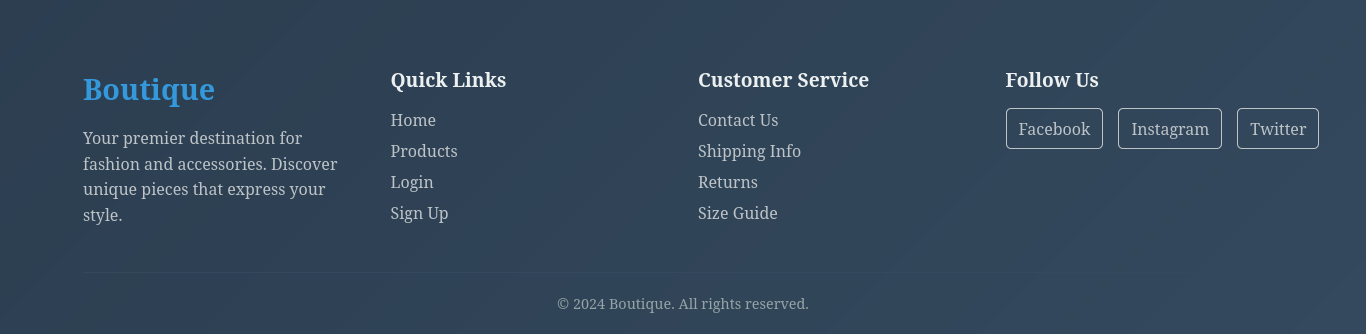 Boutique
Your premier destination for
fashion and accessories. Discover
unique pieces that express your
style.
Quick Links
Home
Products
Login
Sign Up
Customer Service
Contact Us
Shipping Info
Returns
Size Guide
Follow Us
Facebook Instagram Twitter
© 2024 Boutique. All rights reserved.